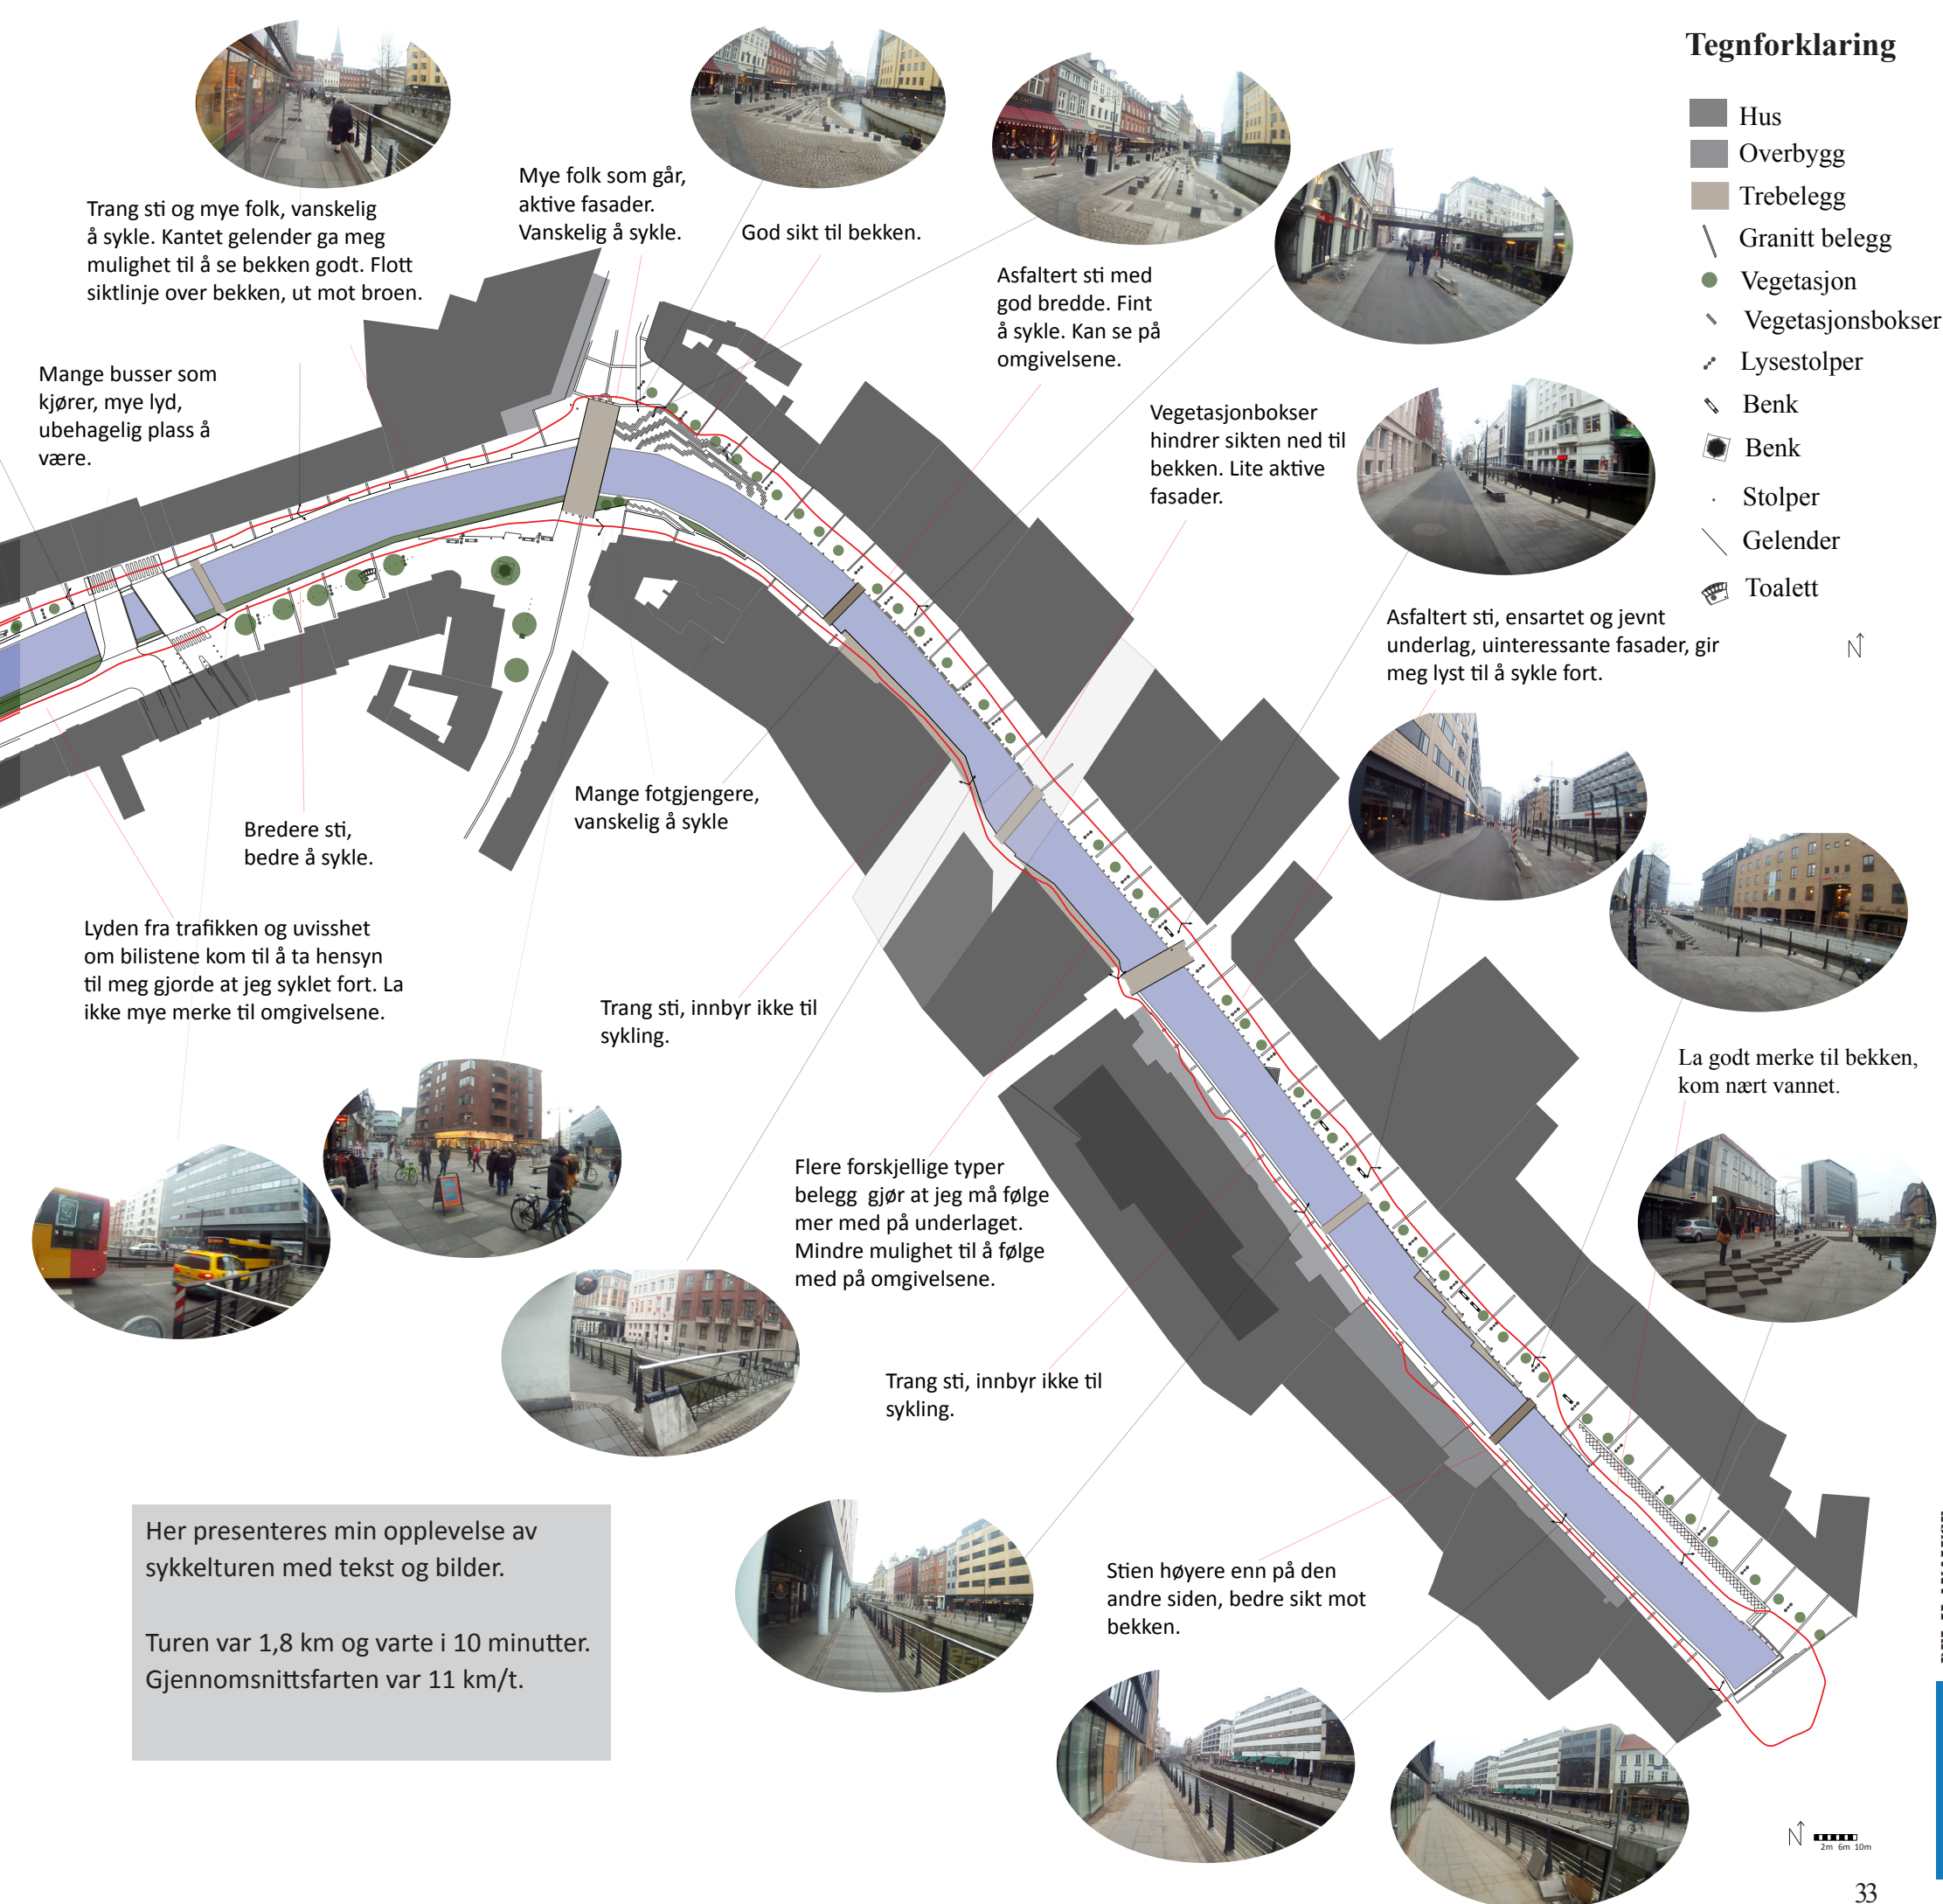 Tegnforklaring
Hus
Overbygg
Trebelegg
Granitt belegg
Vegetasjon
Vegetasjonsbokser
Lysestolper
Benk
Benk
Stolper
Gelender
Toalett
N
Trang sti og mye folk, vanskelig
å sykle. Kantet gelender ga meg
mulighet til å se bekken godt. Flott
siktlinje over bekken, ut mot broen.
Mye folk som går,
aktive fasader.
Vanskelig å sykle.
God sikt til bekken.
Asfaltert sti med
god bredde. Fint
å sykle. Kan se på
omgivelsene.
Mange busser som
kjører, mye lyd,
ubehagelig plass å
være.
Vegetasjonbokser
hindrer sikten ned til
bekken. Lite aktive
fasader.
Asfaltert sti, ensartet og jevnt
underlag, uinteressante fasader, gir
meg lyst til å sykle fort.
Mange fotgjengere,
vanskelig å sykle
Bredere sti,
bedre å sykle.
Lyden fra trafikken og uvisshet
om bilistene kom til å ta hensyn
til meg gjorde at jeg syklet fort. La
ikke mye merke til omgivelsene.
Trang sti, innbyr ikke til
sykling.
La godt merke til bekken,
kom nært vannet.
Flere forskjellige typer
belegg gjør at jeg må følge
mer med på underlaget.
Mindre mulighet til å følge
med på omgivelsene.
Trang sti, innbyr ikke til
sykling.
Stien høyere enn på den
andre siden, bedre sikt mot
bekken.
Her presenteres min opplevelse av
sykkelturen med tekst og bilder.
Turen var 1,8 km og varte i 10 minutter.
Gjennomsnittsfarten var 11 km/t.
N
2m 6m 10m
33